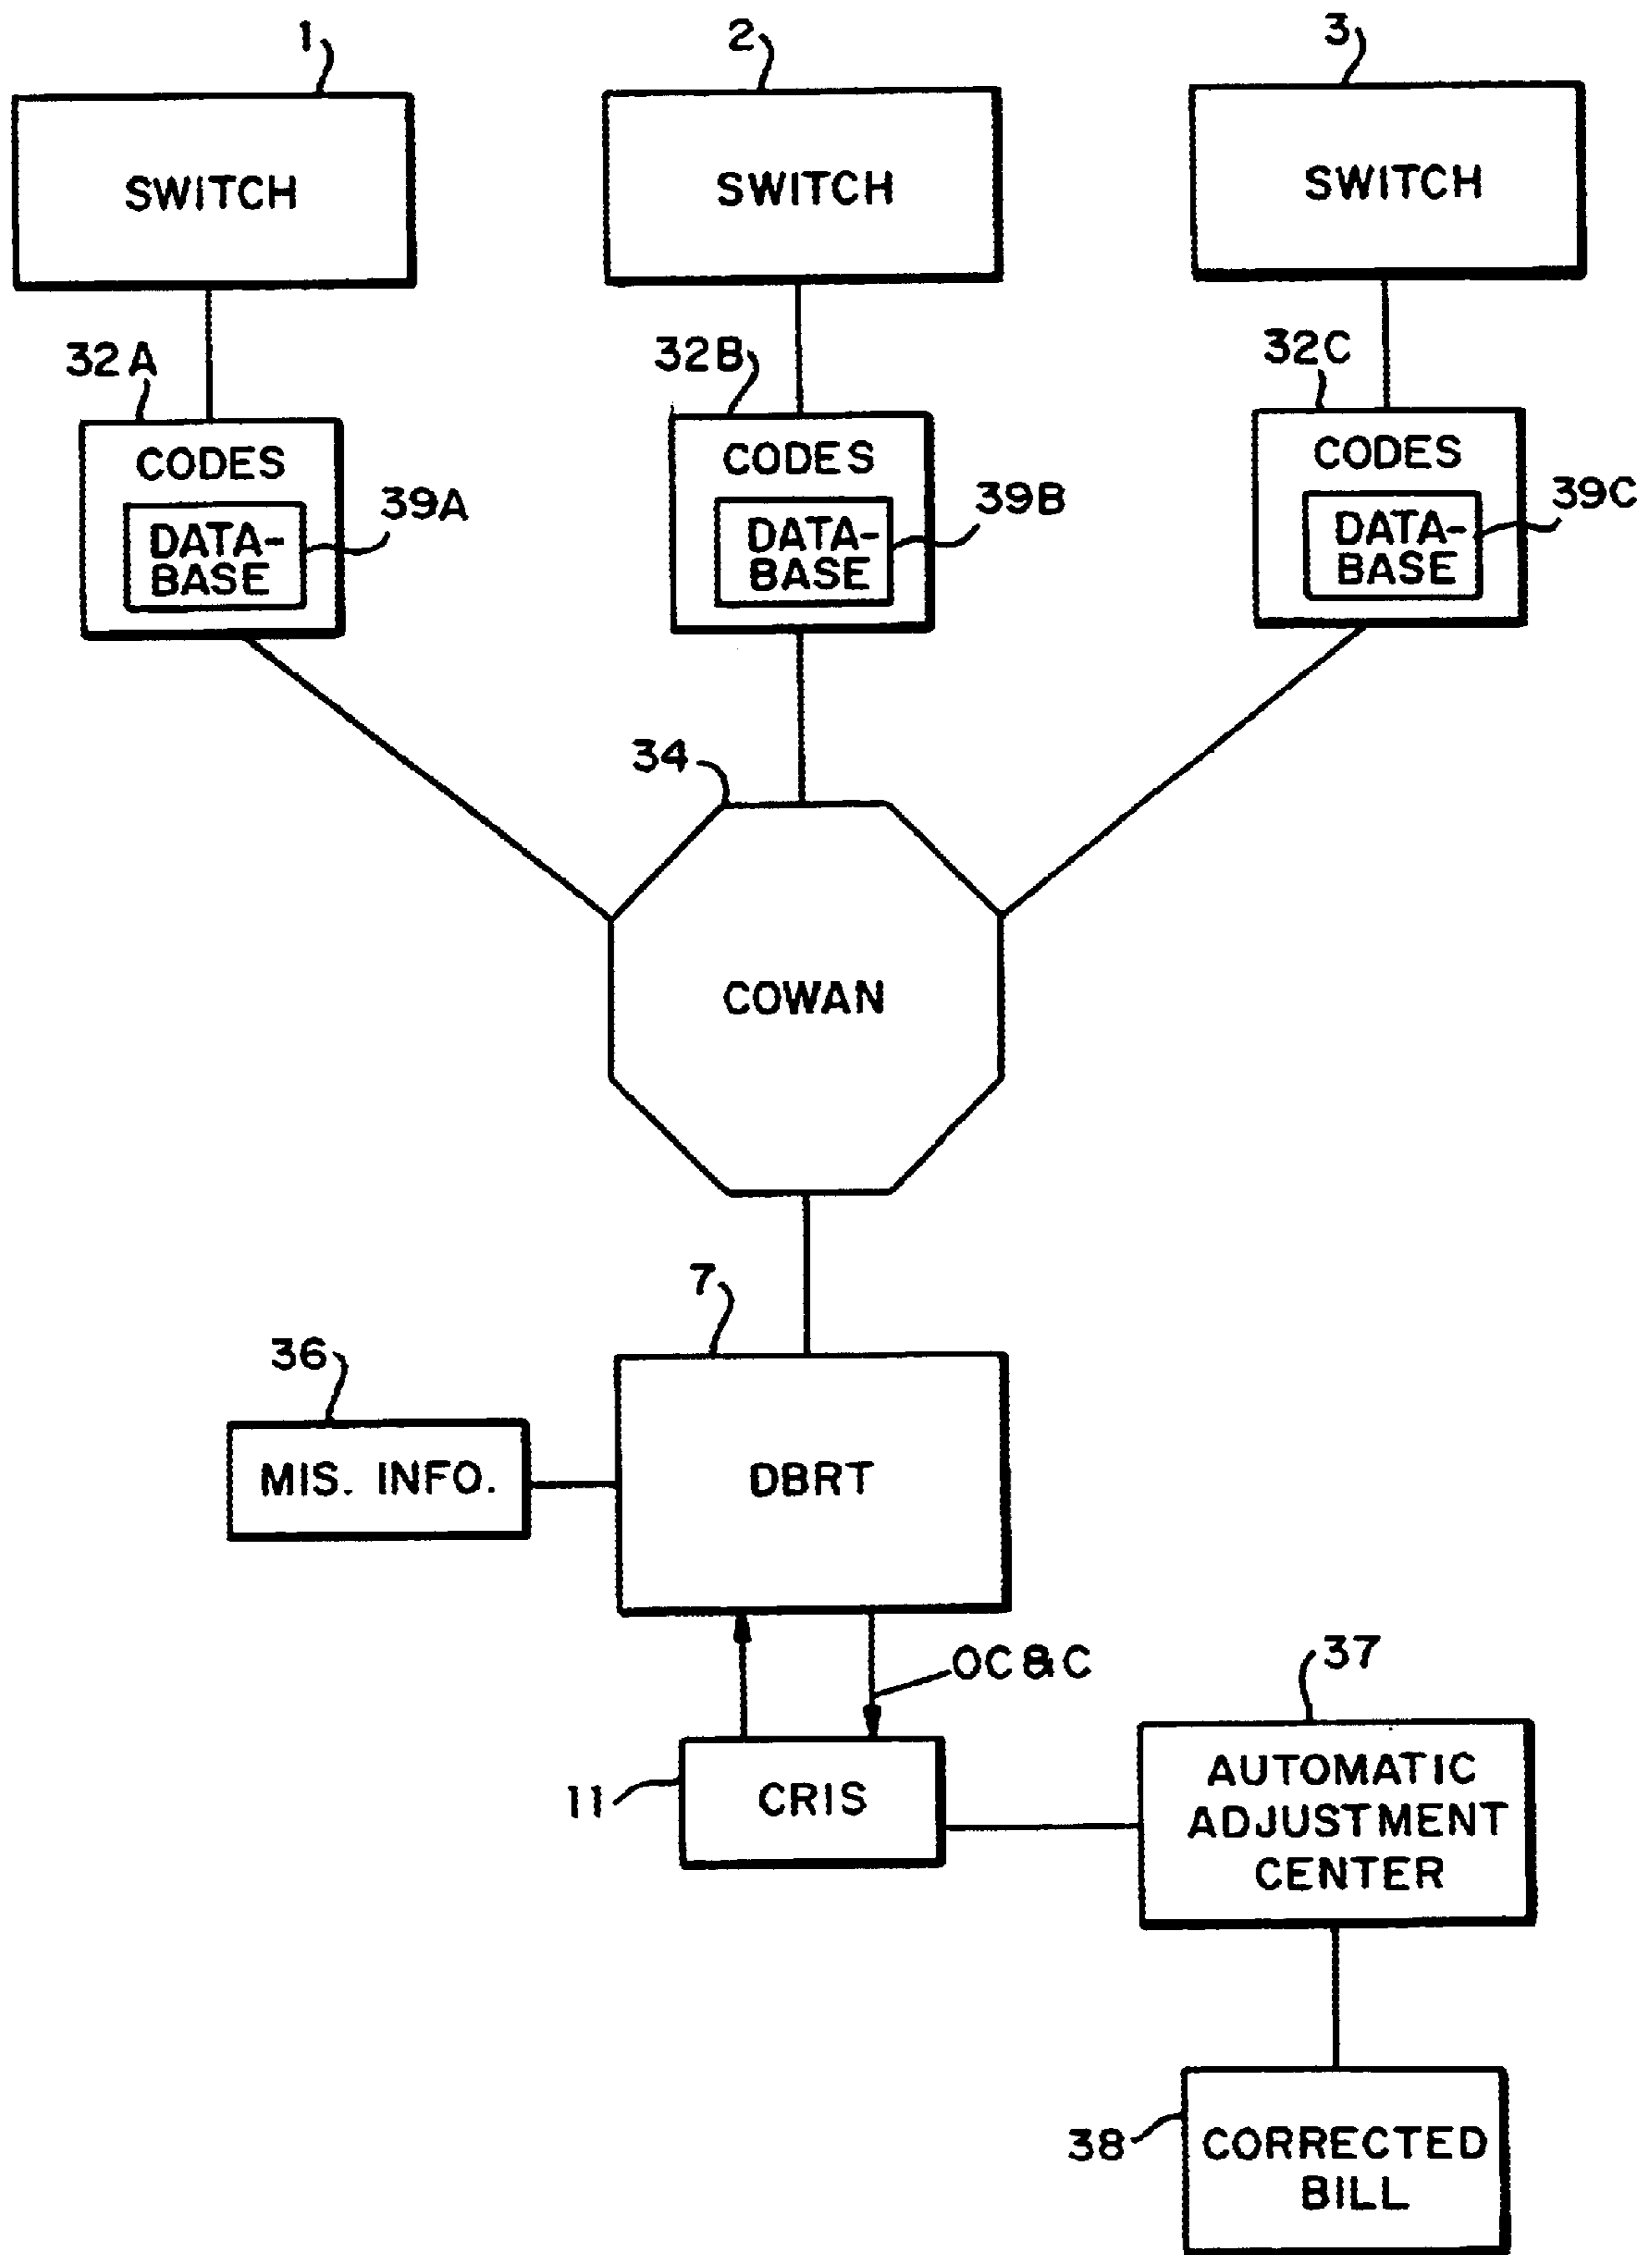 1
2
3
SWITCH
SWITCH
SWITCH
32A
32B
32C
CODES
CODES
CODES
DATA-
BASE
39A
DATA-
BASE
39B
DATA-
BASE
39C
34
COWAN
7
36
MIS. INFO.
DBRT
OC&C
37
11
CRIS
AUTOMATIC
ADJUSTMENT
CENTER
38
CORRECTED
BILL